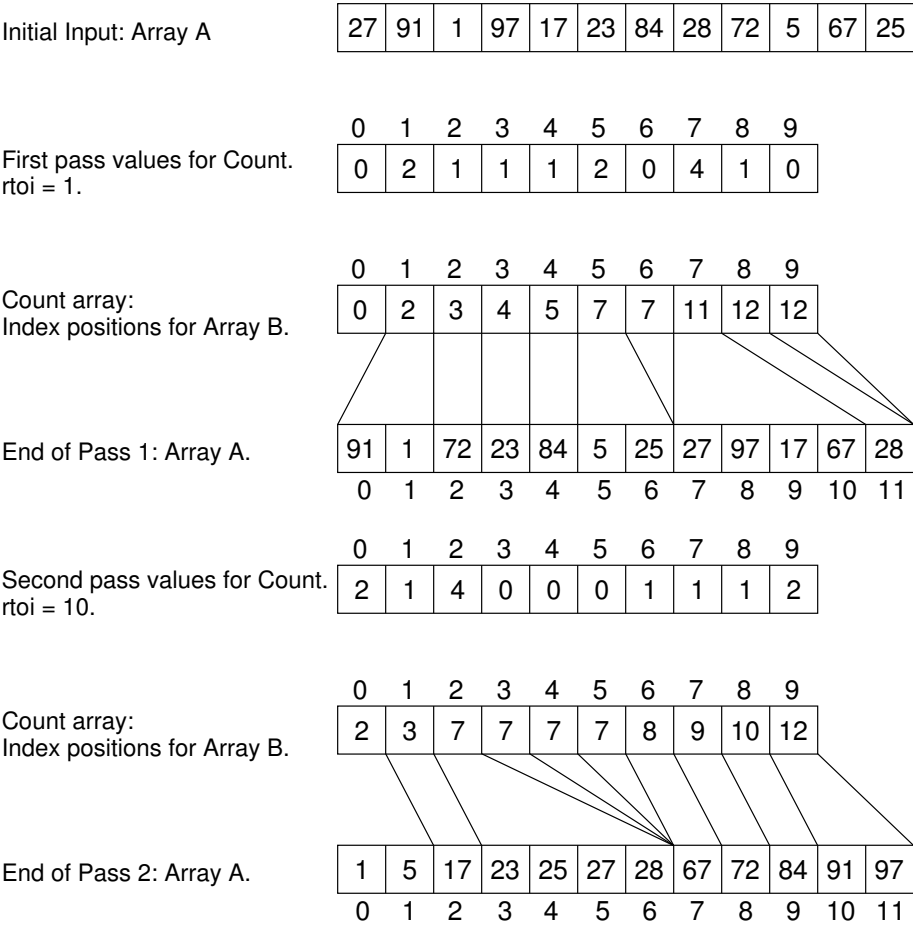 Initial Input: Array A
27 91 1 97 17 23 84 28 72 5 67 25
0 1 2 3 4 5 6 7 8 9
First pass values for Count.
rtoi = 1.
0 2 1 1 1 2 0 4 1 0
0 1 2 3 4 5 6 7 8 9
Count array:
Index positions for Array B.
0 2 3 4 5 7 7 11 12 12
End of Pass 1: Array A.
91 1 72 23 84 5 25 27 97 17 67 28
0 1 2 3 4 5 6 7 8 9 10 11
0 1 2 3 4 5 6 7 8 9
Second pass values for Count.
rtoi = 10.
2 1 4 0 0 0 1 1 1 2
0 1 2 3 4 5 6 7 8 9
Count array:
Index positions for Array B.
2 3 7 7 7 7 8 9 10 12
End of Pass 2: Array A.
1 5 17 23 25 27 28 67 72 84 91 97
0 1 2 3 4 5 6 7 8 9 10 11